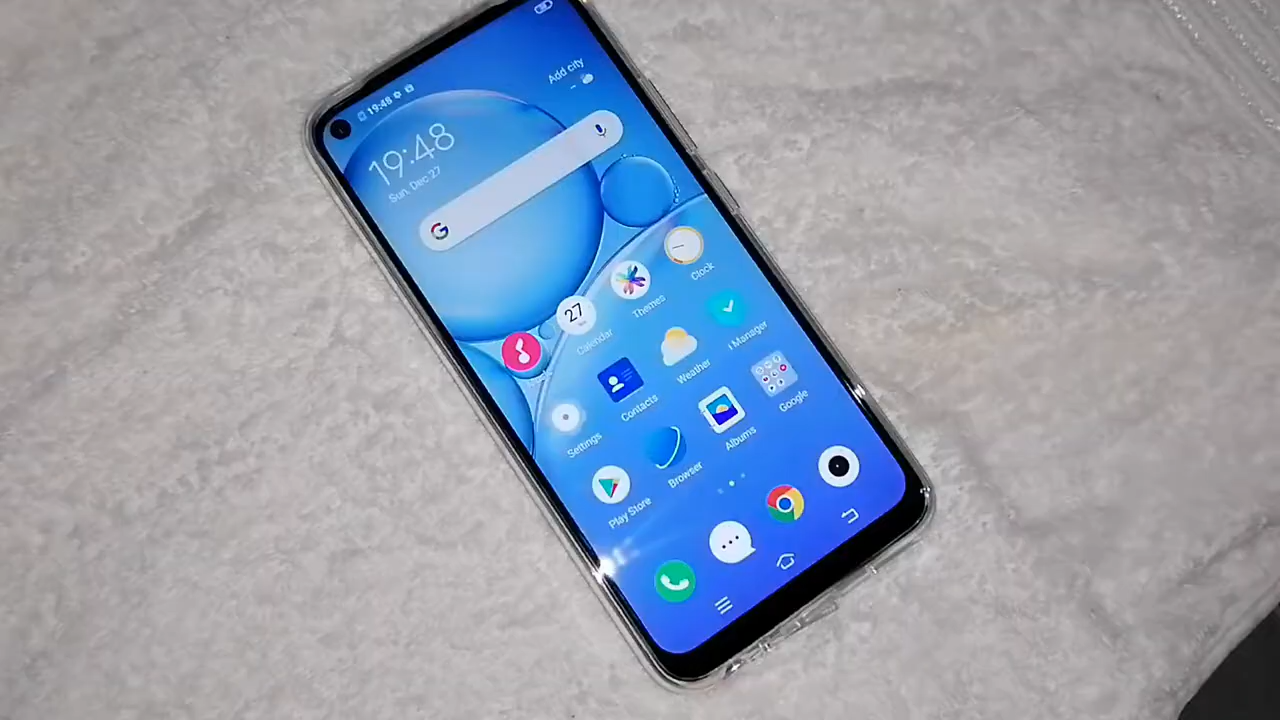 19:48
Add city
19:48
Sun, Dec 27
G
Clock
Themes
27
Calendar
i Manager
Weather
Contacts
Settings
Google
Albums
Browser
Play Store